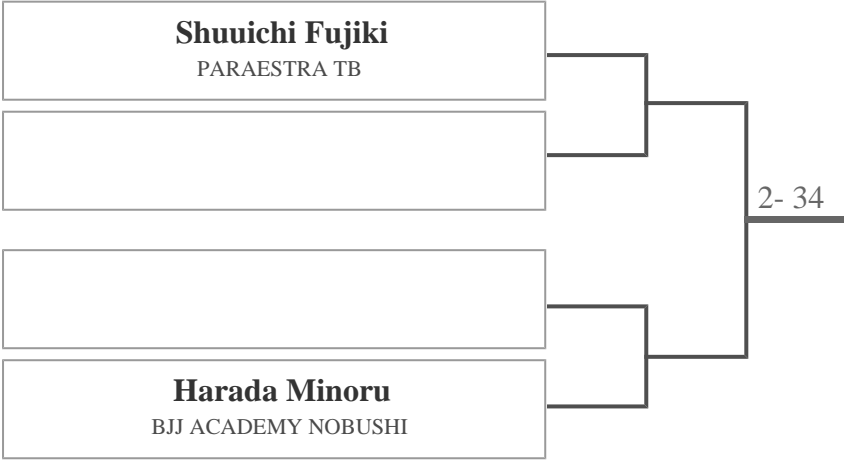 Shuuichi Fujiki
PARAESTRA TB
2- 34
Harada Minoru
BJJ ACADEMY NOBUSHI